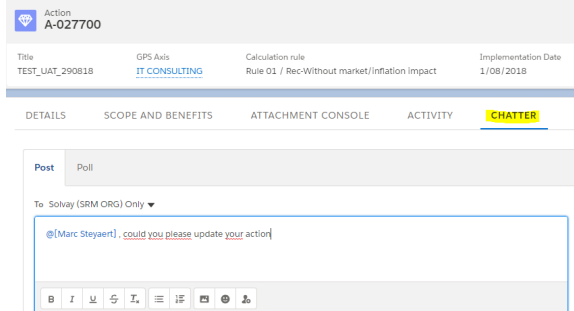 Action
A-027700
Title GPS Axis Calculation rule Implementation Date
TEST_UAT_290818 IT CONSULTING Rule 01 / Rec-Without market/inflation impact 1/08/2018
DETAILS SCOPE AND BENEFITS ATTACHMENT CONSOLE ACTIVITY CHATTER
Post Poll
To Solvay (SRM ORG) Only
@[Marc Steyaert] , could you please update your action
B I U S Tx